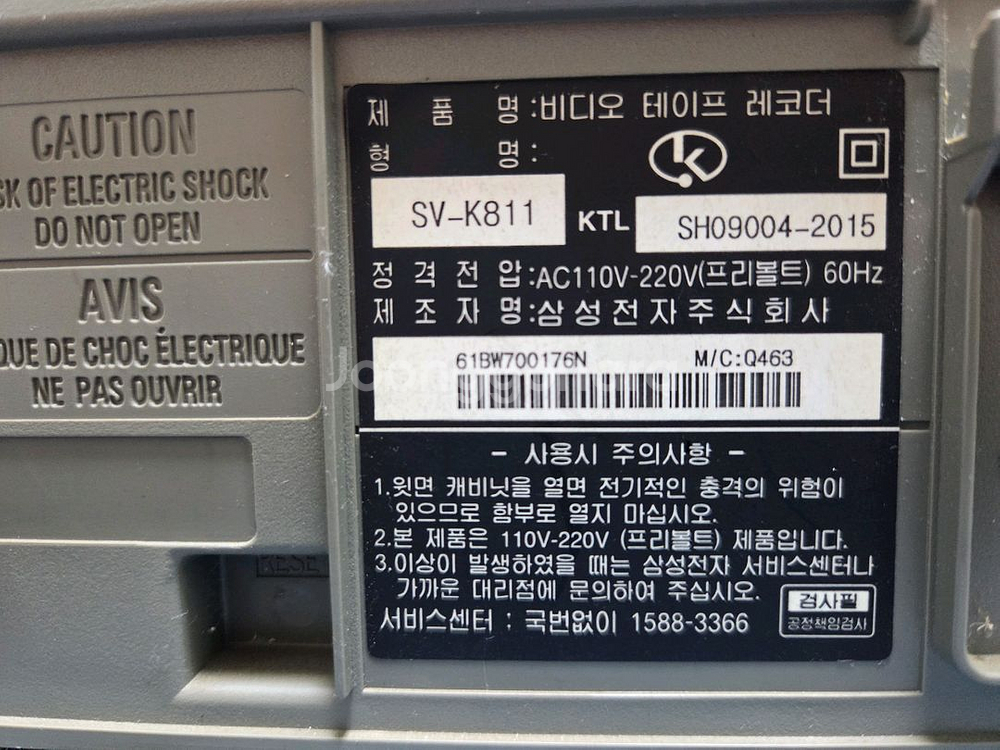 CAUTION
SK OF ELECTRIC SHOCK
DO NOT OPEN
AVIS
QUE DE CHOC ÉLECTRIQUE
NE PAS OUVRIR
제 품 명:비디오 테이프 레코더
형 명:
SV-K811 KTL SH09004-2015
정 격 전 압:AC110V-220V(프리볼트) 60Hz
제 조 자 명:삼성전자주식회사
61BW700176N M/C:Q463
- 사용시 주의사항 -
1.윗면 캐비닛을 열면 전기적인 충격의 위험이
있으므로 함부로 열지 마십시오.
2.본 제품은 110V-220V (프리볼트) 제품입니다.
3.이상이 발생하였을 때는 삼성전자 서비스센터나
가까운 대리점에 문의하여 주십시오.
서비스센터 : 국번없이 1588-3366
검사필
공정책임검사